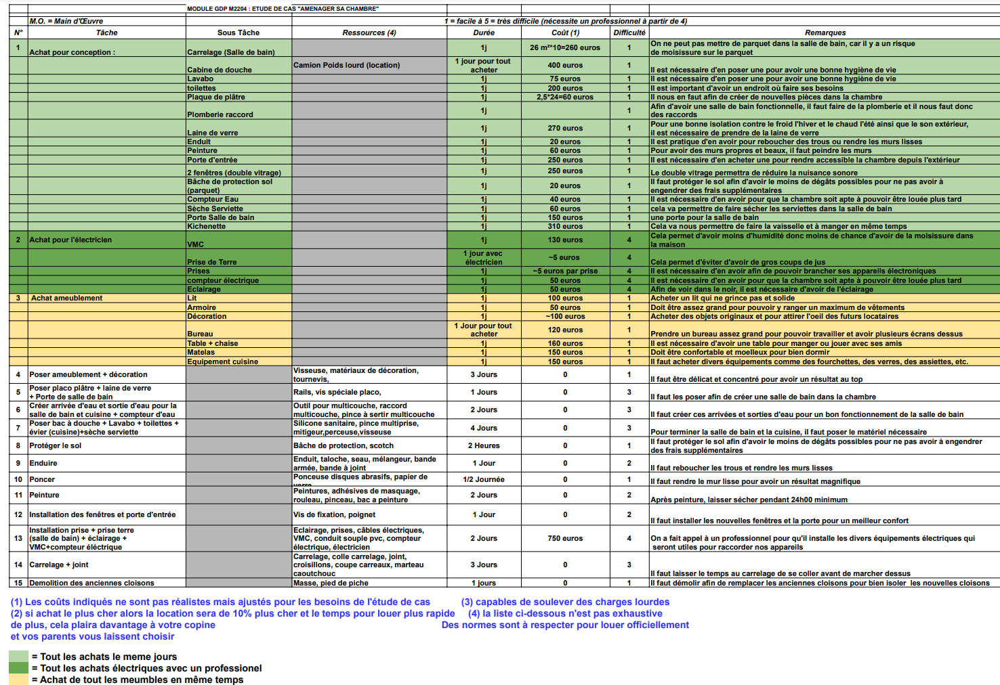 MODULE GDP M2204 : ETUDE DE CAS "AMENAGER SA CHAMBRE"
M.O. = Main d'Œuvre 1 = facile à 5 = très difficile (nécessite un professionnel à partir de 4)
N° Tâche Sous Tâche Ressources (4) Durée Coût (1) Difficulté Remarques
1 Achat pour conception : Carrelage (Salle de bain) 1j 26 m²*10=260 euros 1 On ne peut pas mettre de parquet dans la salle de bain, car il y a un risque
de moisissure sur le parquet
Cabine de douche Camion Poids lourd (location) 1 jour pour tout
acheter 400 euros 1 Il est nécessaire d'en poser une pour avoir une bonne hygiène de vie
Lavabo 1j 75 euros 1 Il est nécessaire d'en poser une pour avoir une bonne hygiène de vie
toilettes 1j 200 euros 1 Il est important d'avoir un endroit où faire ses besoins
Plaque de plâtre 1j 2,5*24=60 euros 1 Il nous en faut afin de créer de nouvelles pièces dans la chambre
Plomberie raccord 1j 1 Afin d'avoir une salle de bain fonctionnelle, il faut faire de la plomberie et il nous faut donc
des raccords
Laine de verre 1j 270 euros 1 Pour une bonne isolation contre le froid l'hiver et le chaud l'été ainsi que le son extérieur,
il est nécessaire de prendre de la laine de verre
Enduit 1j 20 euros 1 Il est pratique d'en avoir pour reboucher des trous ou rendre les murs lisses
Peinture 1j 60 euros 1 Pour avoir des murs propres et beaux, il faut peindre les murs
Porte d'entrée 1j 250 euros 1 Il est nécessaire d'en acheter une pour rendre accessible la chambre depuis l'extérieur
2 fenêtres (double vitrage) 1j 250 euros 1 Le double vitrage permettra de réduire la nuisance sonore
Bâche de protection sol
(parquet) 1j 20 euros 1 Il faut protéger le sol afin d'avoir le moins de dégâts possibles pour ne pas avoir à
engendrer des frais supplémentaires
Compteur Eau 1j 40 euros 1 Il est nécessaire d'en avoir pour que la chambre soit apte à pouvoir être louée plus tard
Sèche Serviette 1j 60 euros 1 cela va permettre de faire sécher les serviettes dans la salle de bain
Porte Salle de bain 1j 150 euros 1 une porte pour la salle de bain
Kichenette 1j 310 euros 1 Cela va nous permettre de faire la vaisselle et à manger en même temps
2 Achat pour l'électricien VMC 1j 130 euros 4 Cela permet d'avoir moins d'humidité donc moins de chance d'avoir de la moisissure dans
la maison
Prise de Terre 1 jour avec
électricien ~5 euros 4 Cela permet d'éviter d'avoir de gros coups de jus
Prises 1j ~5 euros par prise 4 Il est nécessaire d'en avoir afin de pouvoir brancher ses appareils électroniques
compteur électrique 1j 50 euros 4 Il est nécessaire d'en avoir pour que la chambre soit apte à pouvoir être louée plus tard
Eclairage 1j 50 euros 4 Afin de voir dans le noir, il est nécessaire d'avoir de l'éclairage
3 Achat ameublement Lit 1j 100 euros 1 Acheter un lit qui ne grince pas et solide
Armoire 1j 50 euros 1 Doit être assez grand pour pouvoir y ranger un maximum de vêtements
Décoration 1j ~100 euros 1 Acheter des objets originaux et pour attirer l'oeil des futurs locataires
Bureau 1 Jour pour tout
acheter 120 euros 1 Prendre un bureau assez grand pour pouvoir travailler et avoir plusieurs écrans dessus
Table + chaise 1j 160 euros 1 Il est nécessaire d'avoir une table pour manger ou jouer avec ses amis
Matelas 1j 150 euros 1 Doit être confortable et moelleux pour bien dormir
Equipement cuisine 1j 150 euros 1 Il faut acheter divers équipements comme des fourchettes, des verres, des assiettes, etc.
4 Poser ameublement + décoration Visseuse, matériaux de décoration,
tournevis, 3 Jours 0 1 Il faut être délicat et concentré pour avoir un résultat au top
5 Poser placo plâtre + laine de verre
+ Porte de salle de bain Rails, vis spéciale placo, 1 Jours 0 3 Il faut les poser afin de créer une salle de bain dans la chambre
6 Créer arrivée d'eau et sortie d'eau pour la
salle de bain et cuisine + compteur d'eau Outil pour multicouche, raccord
multicouche, pince à sertir multicouche 2 Jours 0 3 Il faut créer ces arrivées et sorties d'eau pour un bon fonctionnement de la salle de bain
7 Poser bac à douche + Lavabo + toilettes +
évier (cuisine)+sèche serviette Silicone sanitaire, pince multiprise,
mitigeur,perceuse,visseuse 4 Jours 0 3 Pour terminer la salle de bain et la cuisine, il faut poser le matériel nécessaire
8 Protéger le sol Bâche de protection, scotch 2 Heures 0 1 Il faut protéger le sol afin d'avoir le moins de dégâts possibles pour ne pas avoir à engendrer
des frais supplémentaires
9 Enduire Enduit, taloche, seau, mélangeur, bande
armée, bande à joint 1 Jour 0 2 Il faut reboucher les trous et rendre les murs lisses
10 Poncer Ponceuse disques abrasifs, papier de
verre 1/2 Journée 0 1 Il faut rendre le mur lisse pour avoir un résultat magnifique
11 Peinture Peintures, adhésives de masquage,
rouleau, pinceau, bac a peinture 2 Jours 0 2 Après peinture, laisser sécher pendant 24h00 minimum
12 Installation des fenêtres et porte d'entrée Vis de fixation, poignet 1 Jour 0 2 Il faut installer les nouvelles fenêtres et la porte pour un meilleur confort
13 Installation prise + prise terre
(salle de bain) + éclairage +
VMC+compteur éléctrique Eclairage, prises, câbles électriques,
VMC, conduit souple pvc, compteur
électrique, électricien 2 Jours 750 euros 4 On a fait appel à un professionnel pour qu'il installe les divers équipements électriques qui
seront utiles pour raccorder nos appareils
14 Carrelage + joint Carrelage, colle carrelage, joint,
croisillons, coupe carreaux, marteau
caoutchouc 3 Jours 0 3 Il faut laisser le temps au carrelage de se coller avant de marcher dessus
15 Demolition des anciennes cloisons Masse, pied de piche 1 jours 0 1 Il faut démolir afin de remplacer les anciennes cloisons pour bien isoler les nouvelles cloisons
(1) Les coûts indiqués ne sont pas réalistes mais ajustés pour les besoins de l'étude de cas (3) capables de soulever des charges lourdes
(2) si achat le plus cher alors la location sera de 10% plus cher et le temps pour louer plus rapide (4) la liste ci-dessous n'est pas exhaustive
de plus, cela plaira davantage à votre copine Des normes sont à respecter pour louer officiellement
et vos parents vous laissent choisir
= Tout les achats le meme jours
= Tout les achats électriques avec un professionel
= Achat de tout les meumbles en même temps